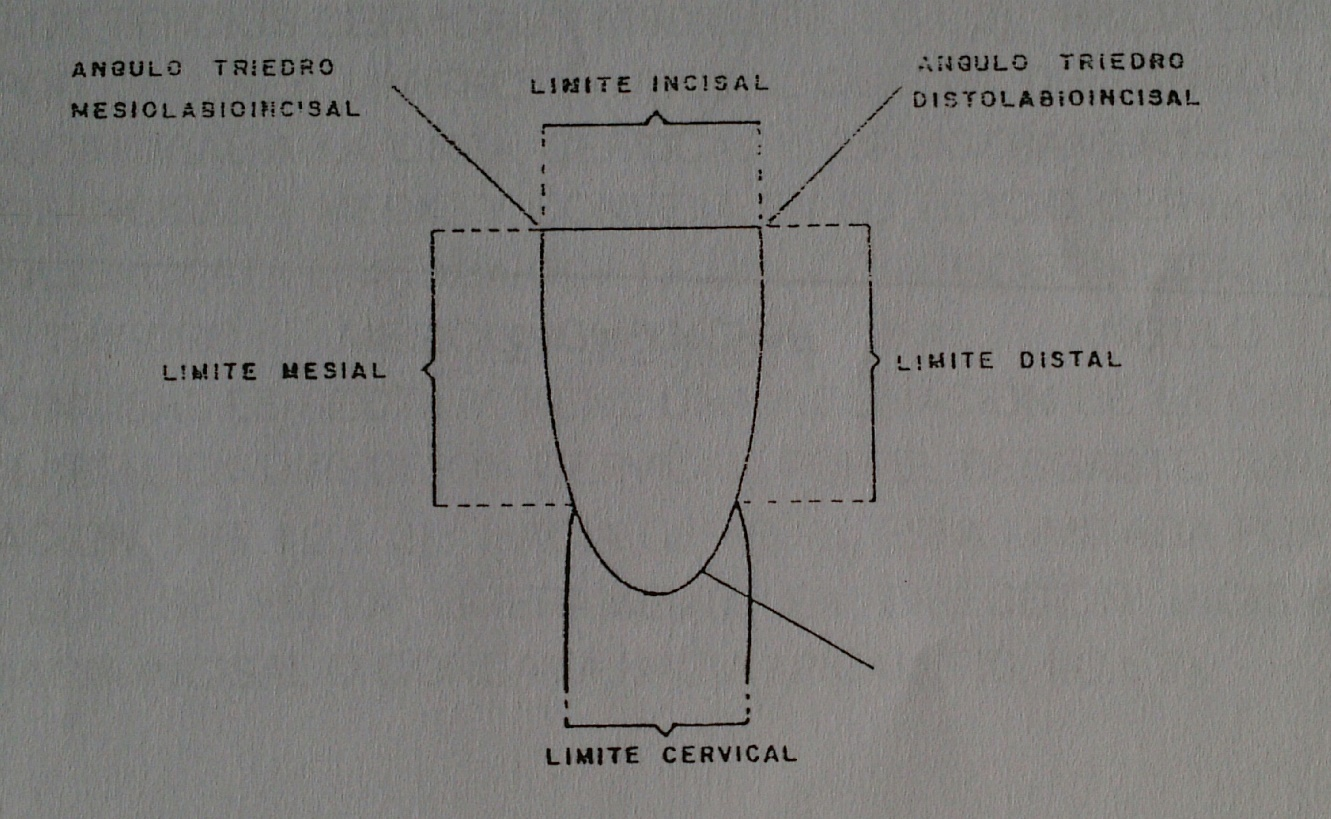 ANGULO TRIEDRO
MESIOLABIOINCISAL
LIMITE INCISAL
ANGULO TRIEDRO
DISTOLABIOINCISAL
LIMITE MESIAL
LIMITE DISTAL
LIMITE CERVICAL